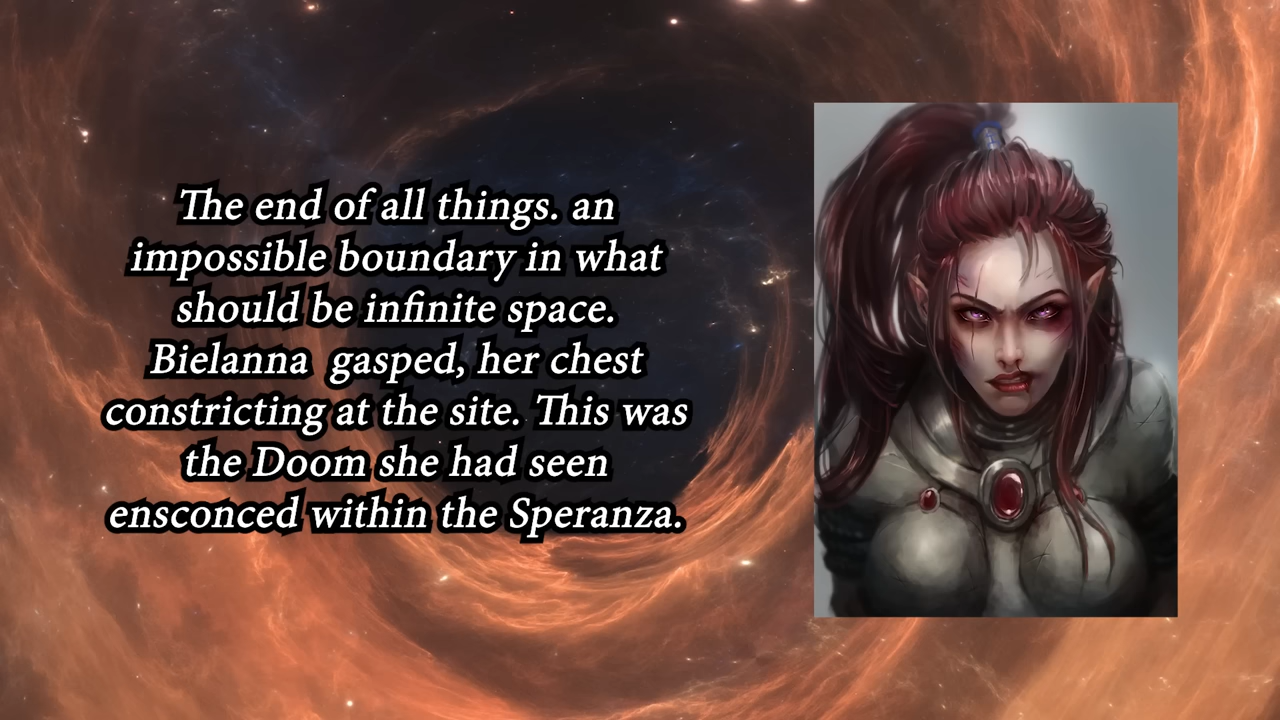 The end of all things. an
impossible boundary in what
should be infinite space.
Bielanna  gasped, her chest
constricting at the site. This was
the Doom she had seen
ensconced within the Speranza.